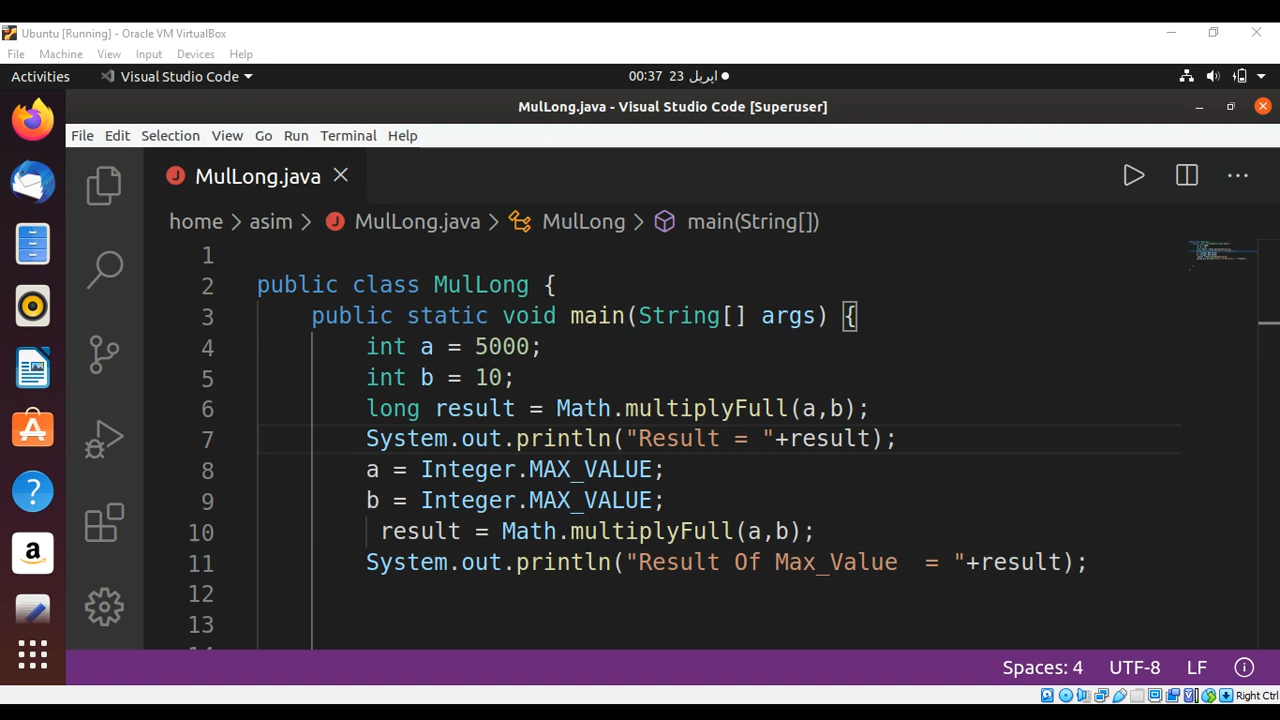 Ubuntu [Running] - Oracle VM VirtualBox
File Machine View Input Devices Help
Activities Visual Studio Code 00:37 23 اپریل
MulLong.java - Visual Studio Code [Superuser]
File Edit Selection View Go Run Terminal Help
J MulLong.java
home > asim > J MulLong.java > MulLong > main(String[])
1
2 public class MulLong {
3 public static void main(String[] args) {
4 int a = 5000;
5 int b = 10;
6 long result = Math.multiplyFull(a,b);
7 System.out.println("Result = "+result);
8 a = Integer.MAX_VALUE;
9 b = Integer.MAX_VALUE;
10 result = Math.multiplyFull(a,b);
11 System.out.println("Result Of Max_Value  = "+result);
12
13
Spaces: 4 UTF-8 LF
Right Ctrl